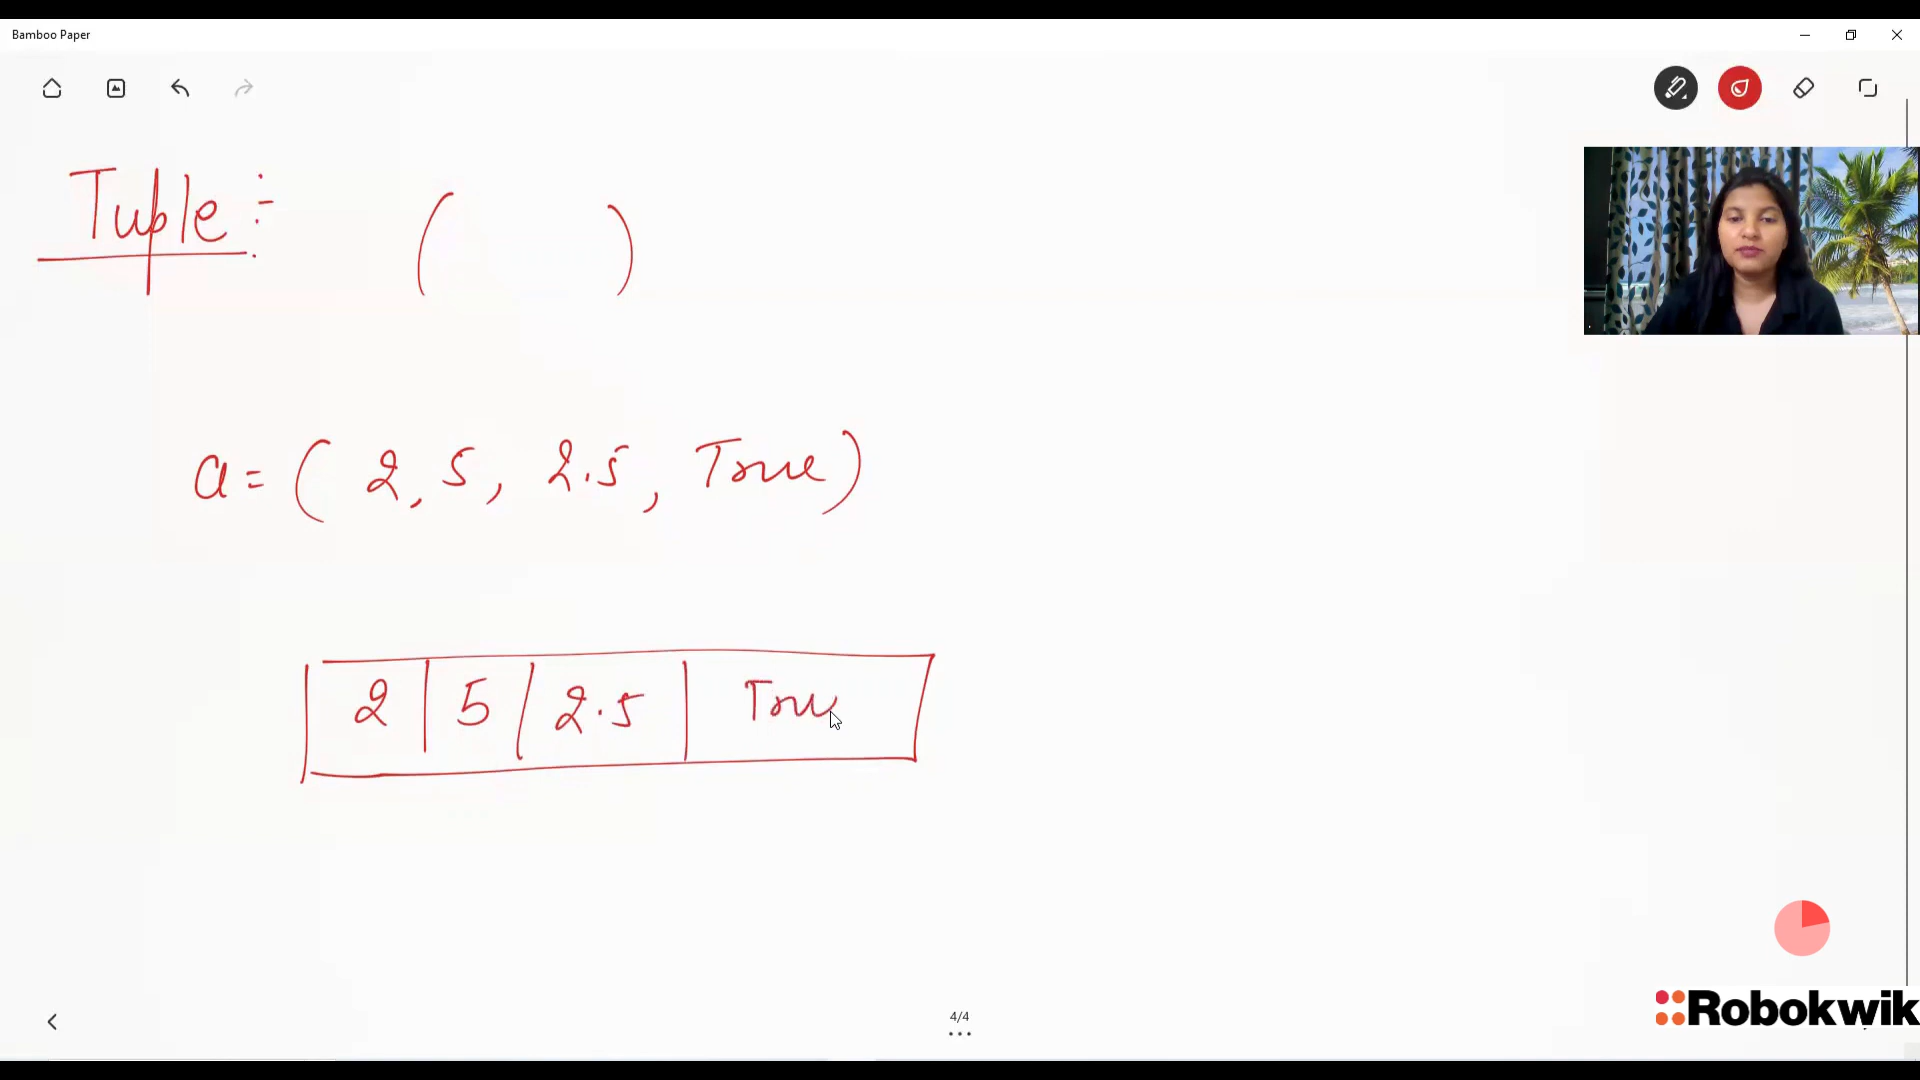 Bamboo Paper
Tuple :- ( )
a = ( 2, 5, 2.5, True )
2 5 2.5 Tru
4/4
Robokwik